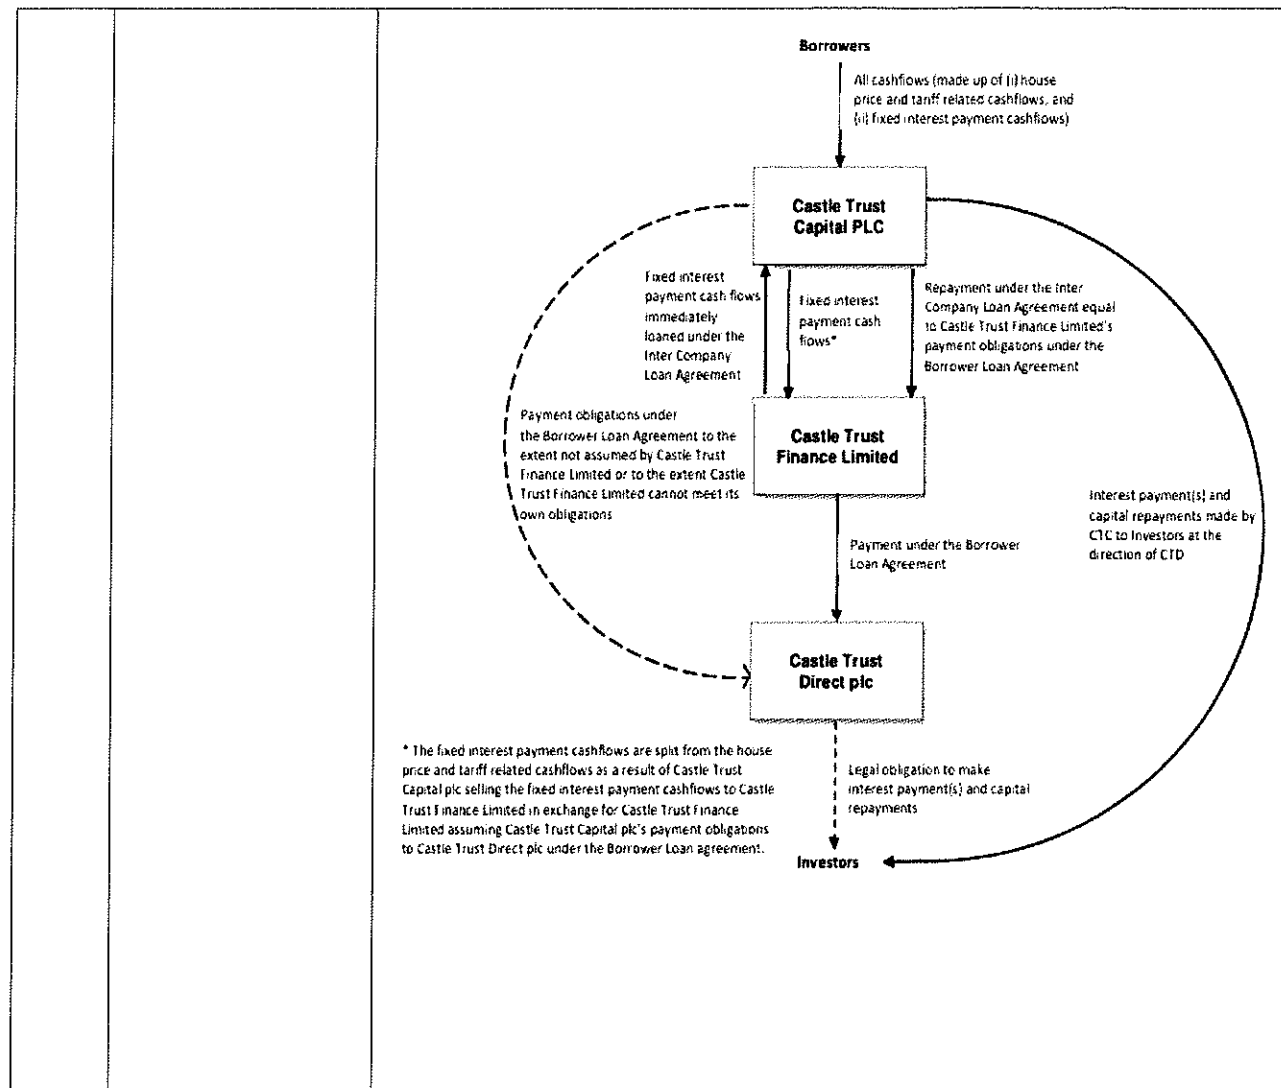 Borrowers
All cashflows (made up of (i) house
price and tariff related cashflows, and
(ii) fixed interest payment cashflows)
Castle Trust
Capital PLC
Fixed interest
payment cash flows
immediately
loaned under the
Inter Company
Loan Agreement
Fixed interest
payment cash
flows*
Repayment under the Inter
Company Loan Agreement equal
to Castle Trust Finance Limited's
payment obligations under the
Borrower Loan Agreement
Payment obligations under
the Borrower Loan Agreement to the
extent not assumed by Castle Trust
Finance Limited or to the extent Castle
Trust Finance Limited cannot meet its
own obligations
Castle Trust
Finance Limited
Interest payment(s) and
capital repayments made by
CTC to Investors at the
direction of CTD
Payment under the Borrower
Loan Agreement
Castle Trust
Direct plc
* The fixed interest payment cashflows are split from the house
price and tariff related cashflows as a result of Castle Trust
Capital plc selling the fixed interest payment cashflows to Castle
Trust Finance Limited in exchange for Castle Trust Finance
Limited assuming Castle Trust Capital plc's payment obligations
to Castle Trust Direct plc under the Borrower Loan agreement.
Legal obligation to make
interest payment(s) and capital
repayments
Investors